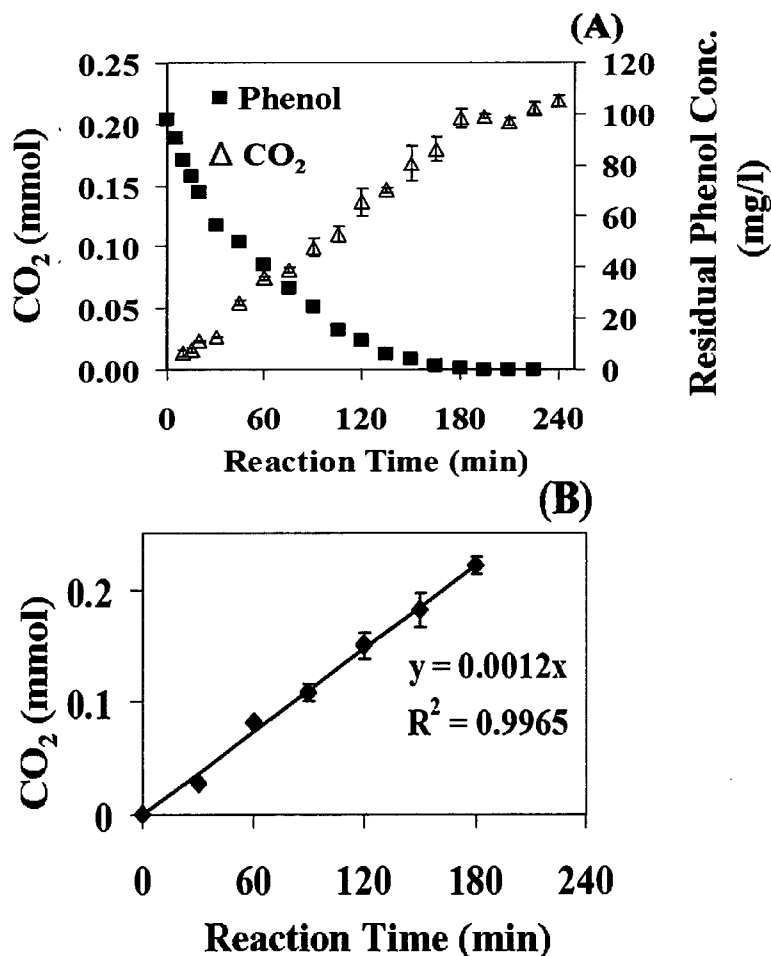 (A)
0.25
0.20
0.15
0.10
0.05
0.00
CO₂ (mmol)
Phenol
CO₂
120
100
80
60
40
20
0
Residual Phenol Conc.
(mg/l)
0 60 120 180 240
Reaction Time (min)
(B)
0.2
0.1
0
CO₂ (mmol)
y = 0.0012x
R² = 0.9965
0 60 120 180 240
Reaction Time (min)